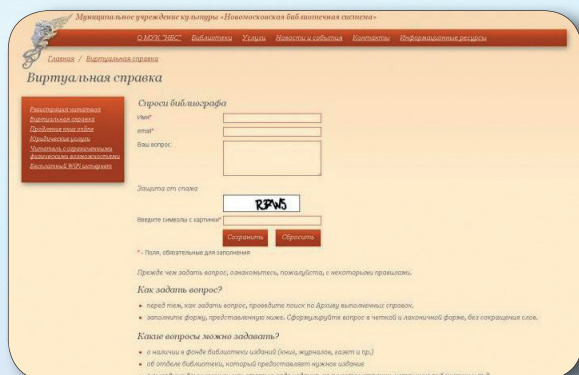 Муниципальное учреждение культуры «Новомосковская библиотечная система»
О МУК "НБС" Библиотеки Услуги Новости и события Контакты Информационные ресурсы
Главная / Виртуальная справка
Виртуальная справка
Регистрация читателя
Виртуальная справка
Продление книг online
Юридические услуги
Читатель с ограниченными
физическими возможностями
Бесплатный WiFi интернет
Спроси библиографа
Имя*
email*
Ваш вопрос
Защита от спама
R3W5
Введите символы с картинки*
Сохранить Сбросить
* - Поля, обязательные для заполнения
Прежде чем задать вопрос, ознакомьтесь, пожалуйста, с некоторыми правилами.
Как задать вопрос?
перед тем, как задать вопрос, проведите поиск по Архиву выполненных справок.
заполните форму, представленную ниже. Сформулируйте вопрос в четкой и лаконичной форме, без сокращения слов.
Какие вопросы можно задавать?
о наличии в фонде библиотеки изданий (книг, журналов, газет и пр.)
об отделе библиотеки, который предоставляет нужное издание